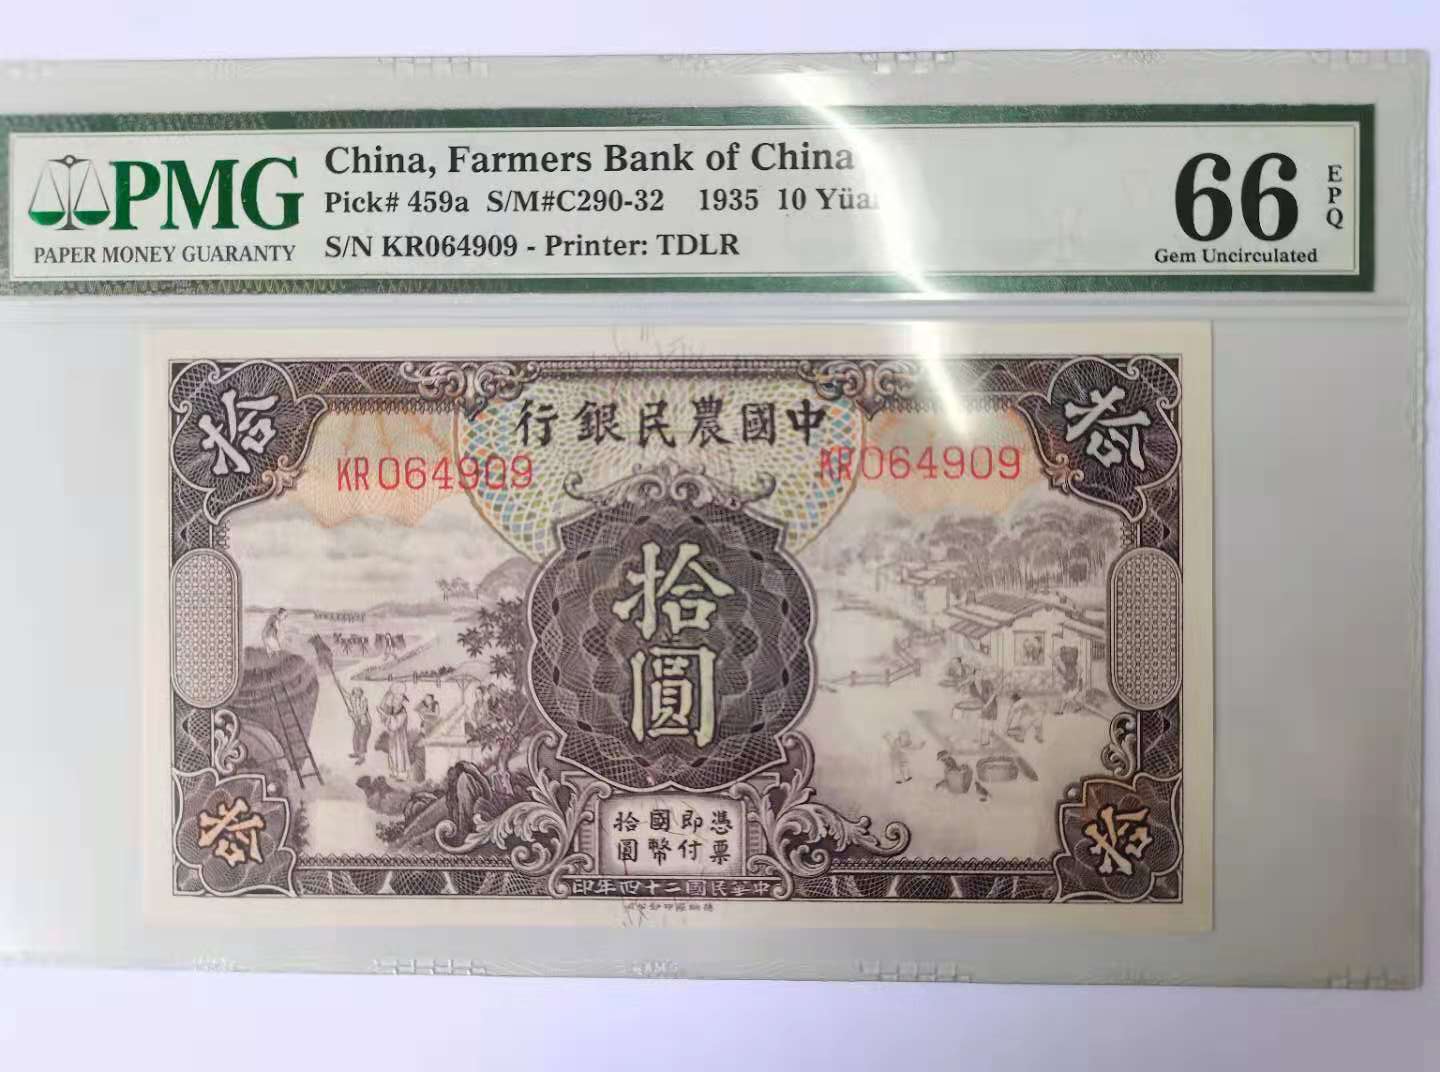 PMG
PAPER MONEY GUARANTY
China, Farmers Bank of China
Pick# 459a S/M#C290-32 1935 10
S/N KR064909 - Printer: TDLR
66
EPQ
Gem Uncirculated
拾
中國農民銀行
拾
KR064909
KR064909
拾圓
憑票
即付
國幣
拾圓
拾
拾
中華民國二十四年印